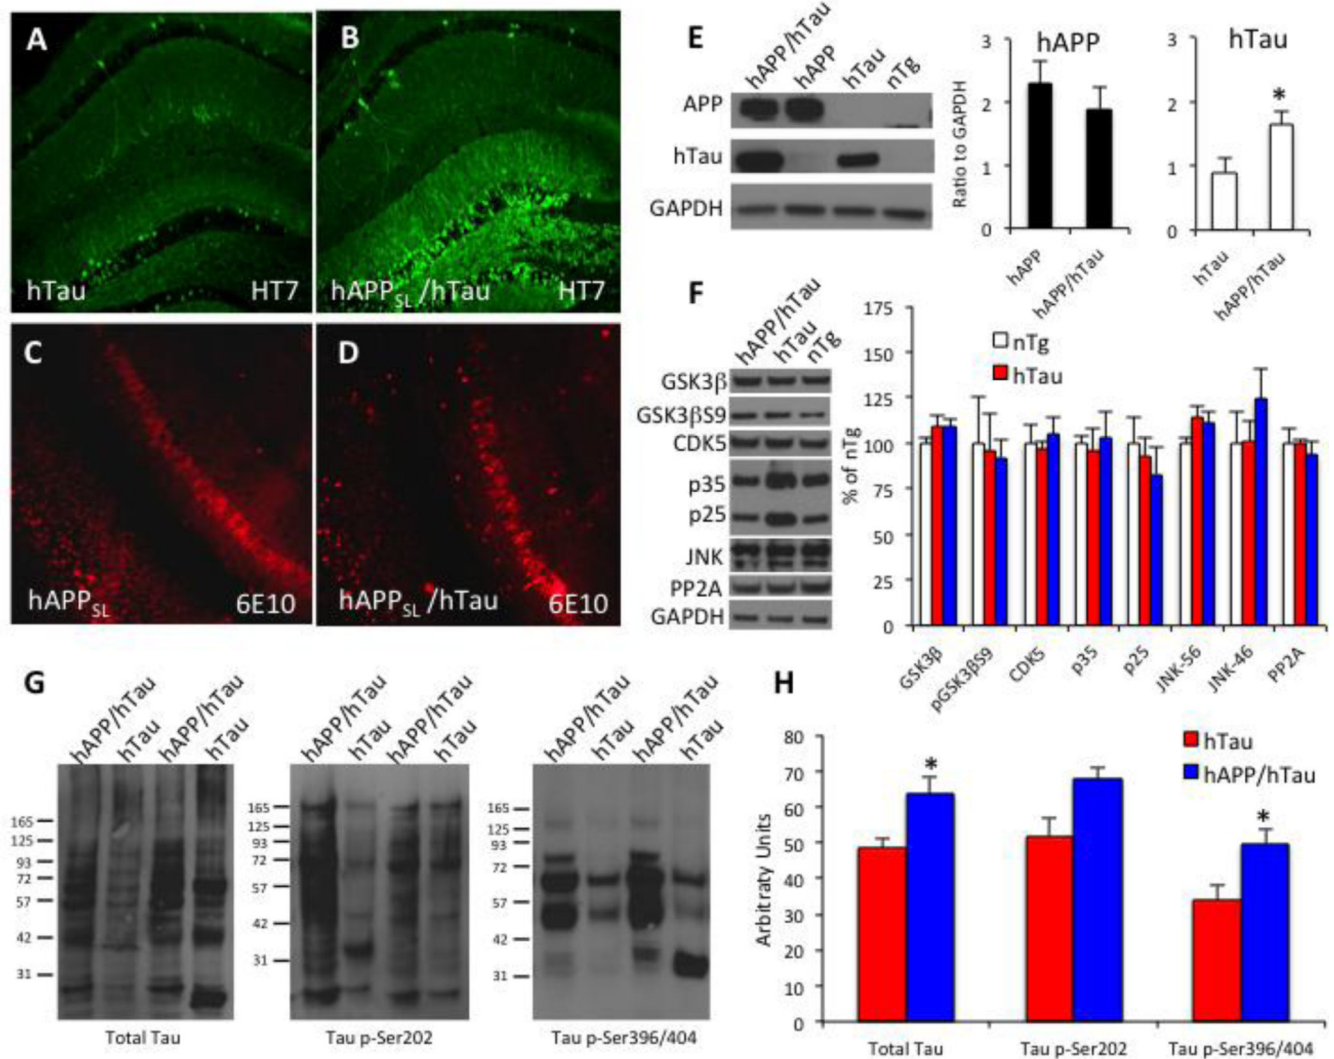 A
hTau HT7
B
hAPPSL /hTau HT7
C
hAPPSL 6E10
D
hAPPSL /hTau 6E10
E
hAPP/hTau
hAPP
hTau
nTg
APP
hTau
GAPDH
Ratio to GAPDH
hAPP
3
2
1
0
hAPP
hAPP/hTau
hTau
3
2
1
0
*
hTau
hAPP/hTau
F
hAPP/hTau
hTau
nTg
GSK3β
GSK3βS9
CDK5
p35
p25
JNK
PP2A
GAPDH
% of nTg
175
150
125
100
75
50
25
0
nTg
hTau
GSK3β
pGSK3βS9
CDK5
p35
p25
JNK-56
JNK-46
PP2A
G
hAPP/hTau
hTau
hAPP/hTau
hTau
165
125
93
72
57
42
31
Total Tau
hAPP/hTau
hTau
hAPP/hTau
hTau
165
125
93
72
57
42
31
Tau p-Ser202
hAPP/hTau
hTau
hAPP/hTau
hTau
165
125
93
72
57
42
31
Tau p-Ser396/404
H
Arbitraty Units
80
70
60
50
40
30
20
10
0
hTau
hAPP/hTau
*
*
Total Tau
Tau p-Ser202
Tau p-Ser396/404